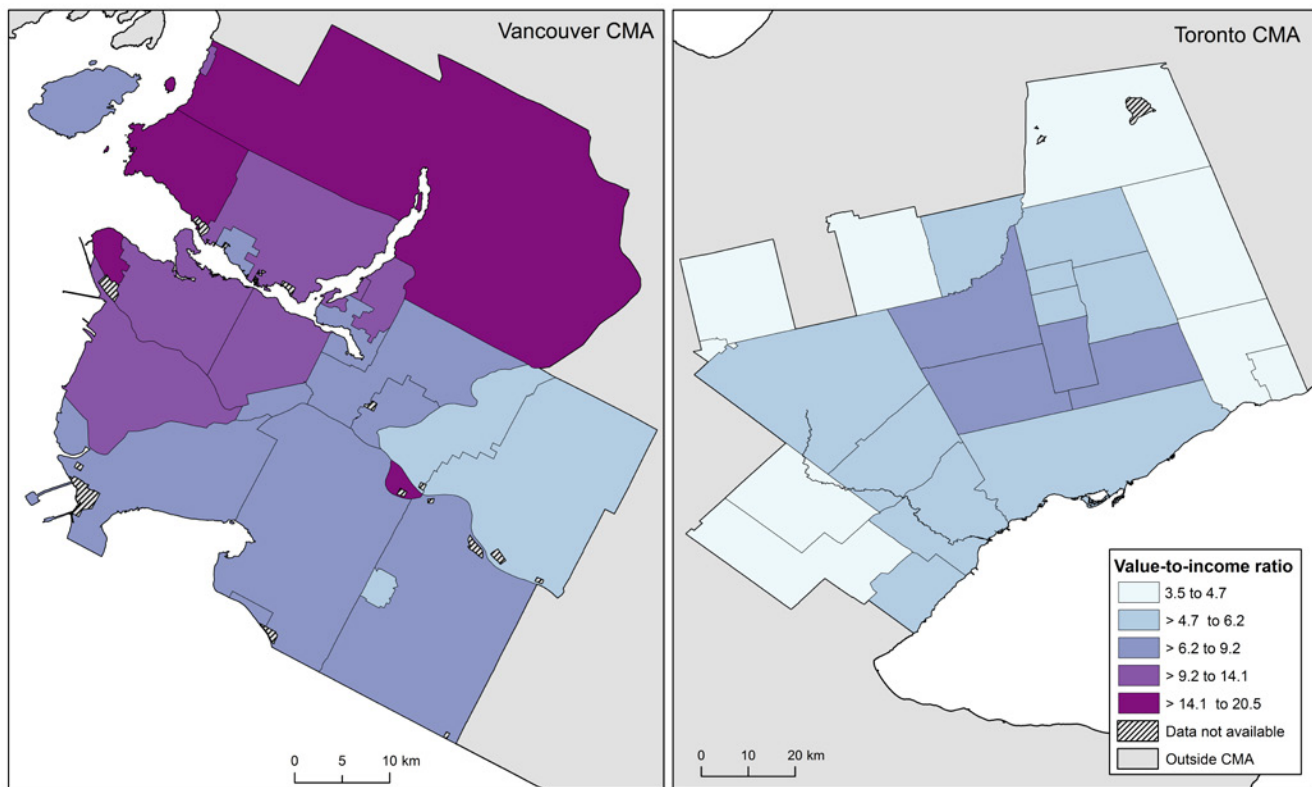 Vancouver CMA
0 5 10 km
Toronto CMA
0 10 20 km
Value-to-income ratio
3.5 to 4.7
> 4.7 to 6.2
> 6.2 to 9.2
> 9.2 to 14.1
> 14.1 to 20.5
Data not available
Outside CMA